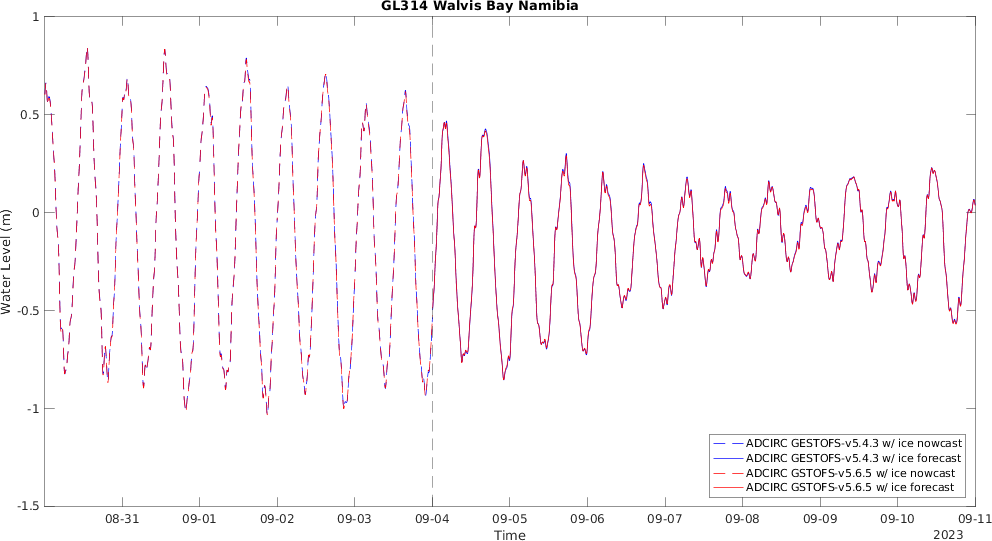 GL314 Walvis Bay Namibia
1
0.5
0
-0.5
-1
-1.5
Water Level (m)
08-31
09-01
09-02
09-03
09-04
09-05
09-06
09-07
09-08
09-09
09-10
09-11
Time
2023
ADCIRC GESTOFS-v5.4.3 w/ ice nowcast
ADCIRC GESTOFS-v5.4.3 w/ ice forecast
ADCIRC GSTOFS-v5.6.5 w/ ice nowcast
ADCIRC GSTOFS-v5.6.5 w/ ice forecast